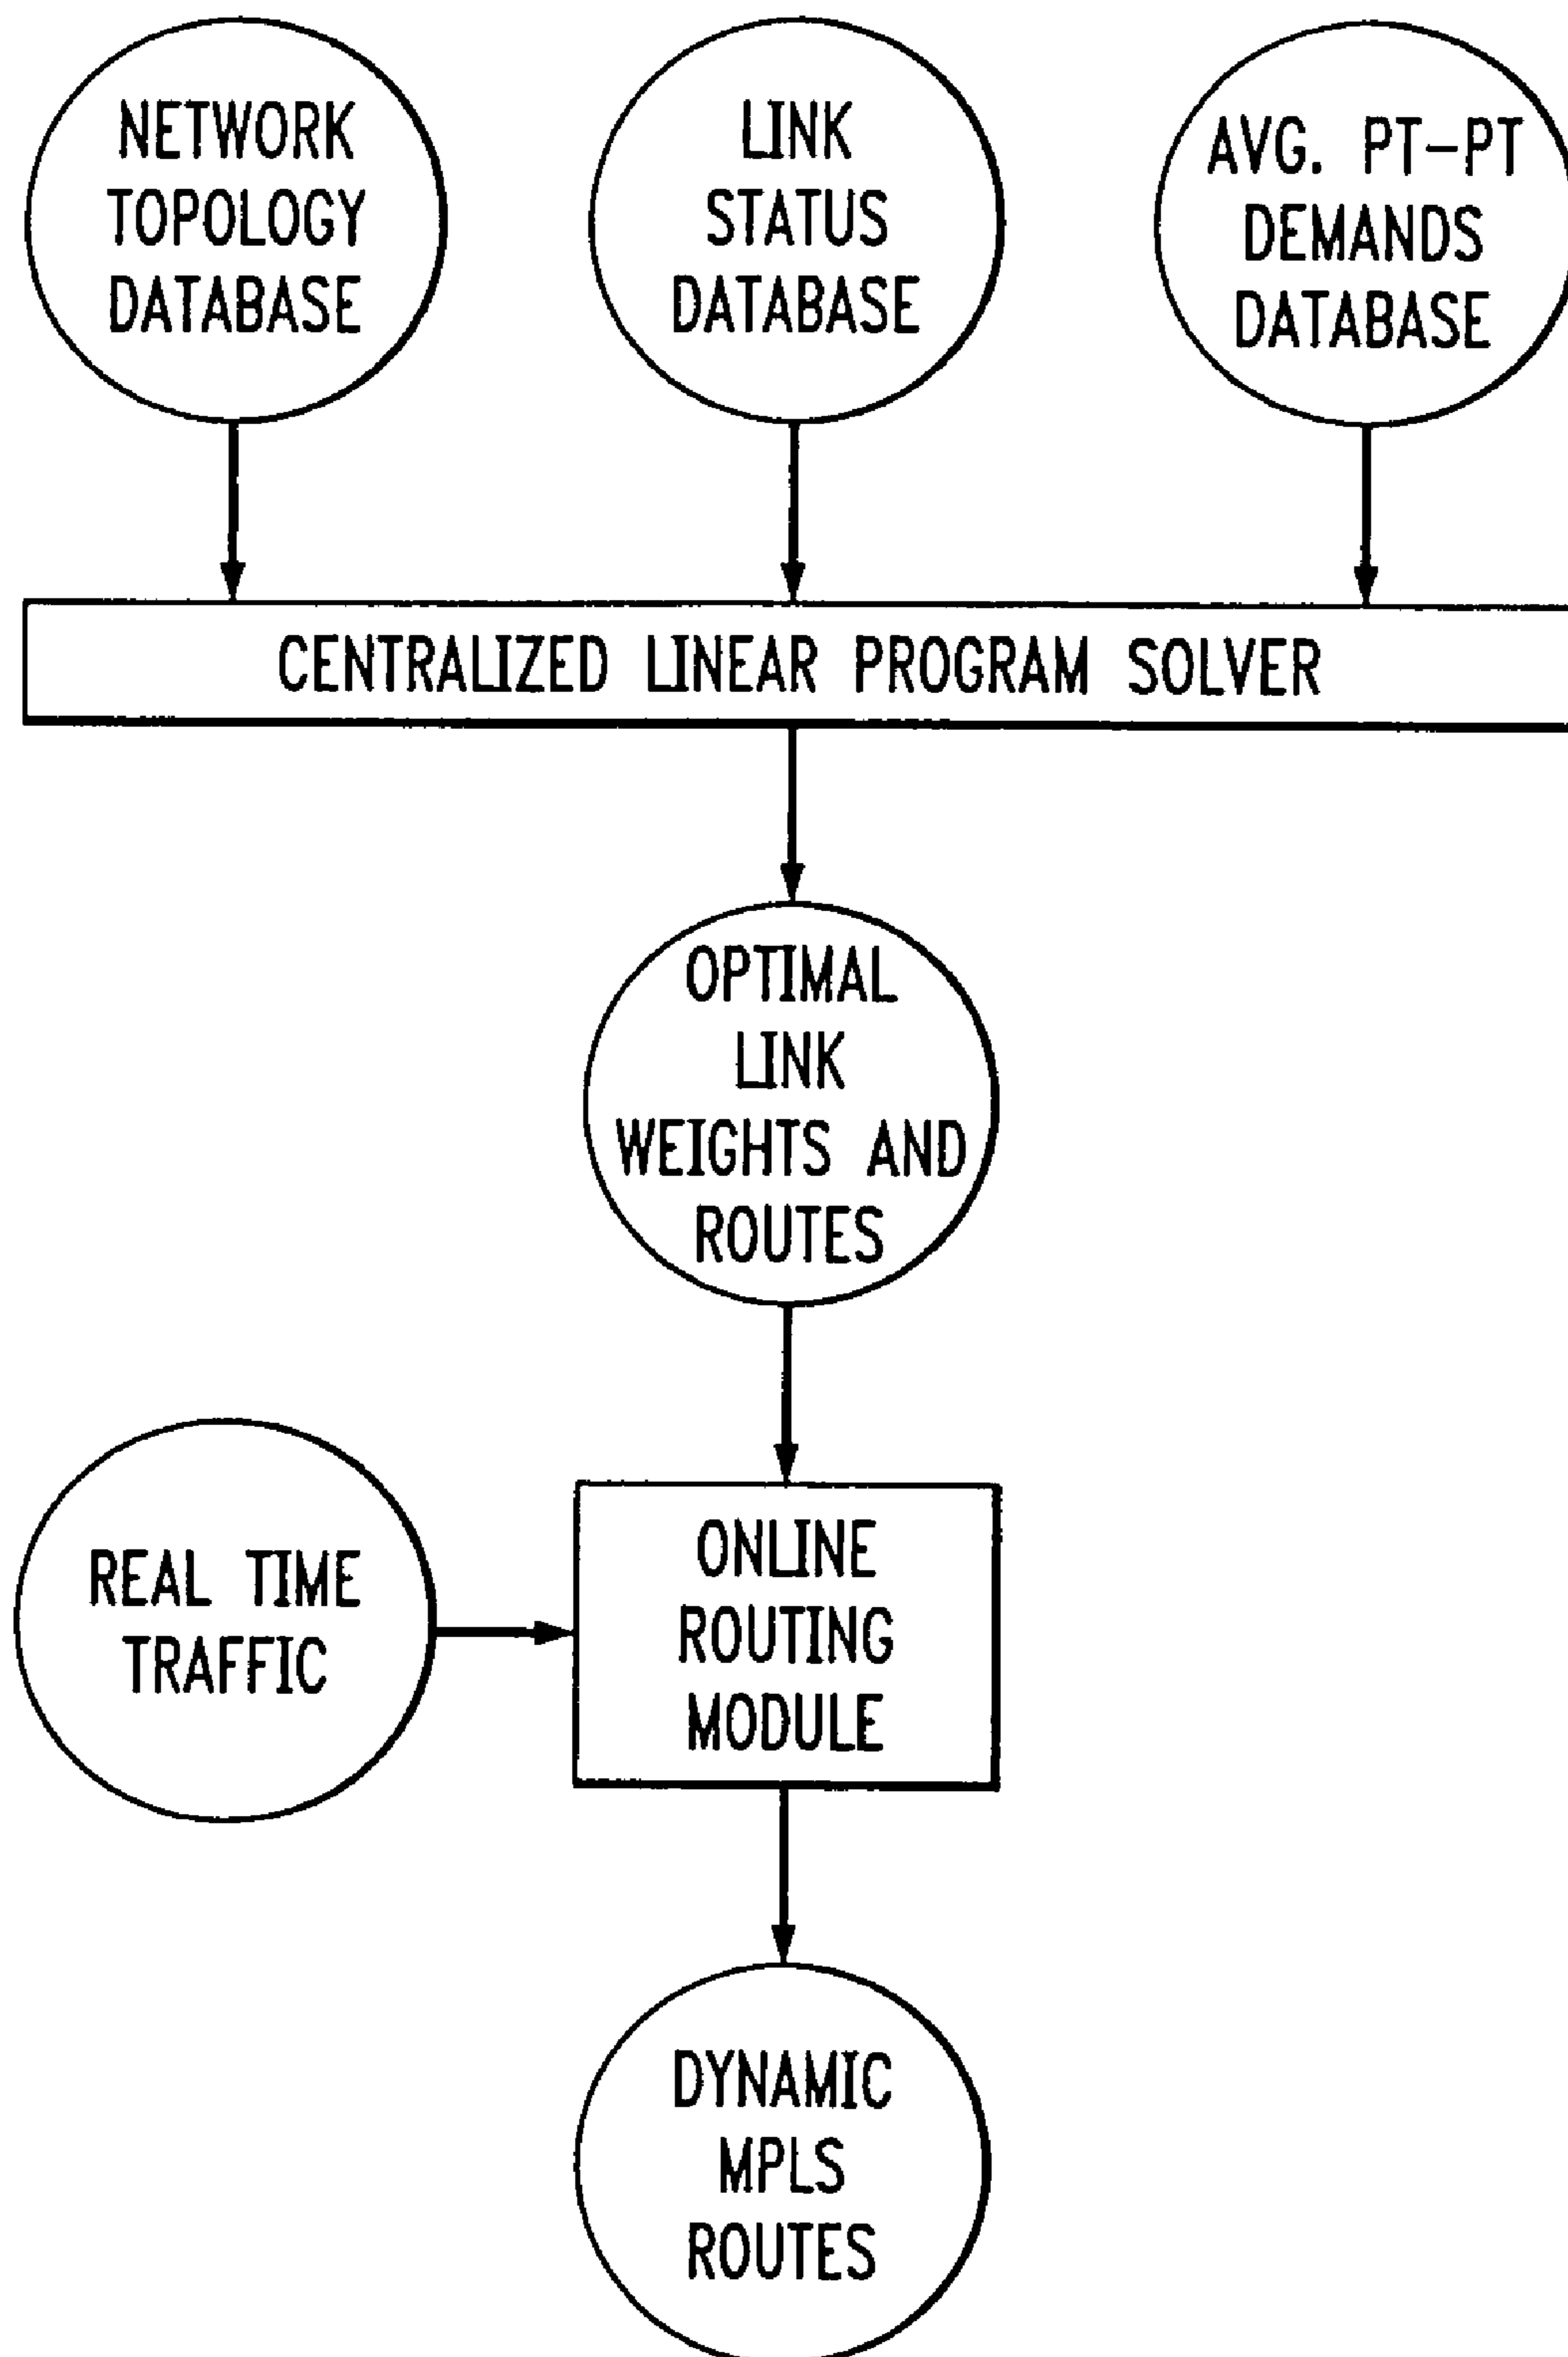 NETWORK
TOPOLOGY
DATABASE
LINK
STATUS
DATABASE
AVG. PT-PT
DEMANDS
DATABASE
CENTRALIZED LINEAR PROGRAM SOLVER
OPTIMAL
LINK
WEIGHTS AND
ROUTES
REAL TIME
TRAFFIC
ONLINE
ROUTING
MODULE
DYNAMIC
MPLS
ROUTES